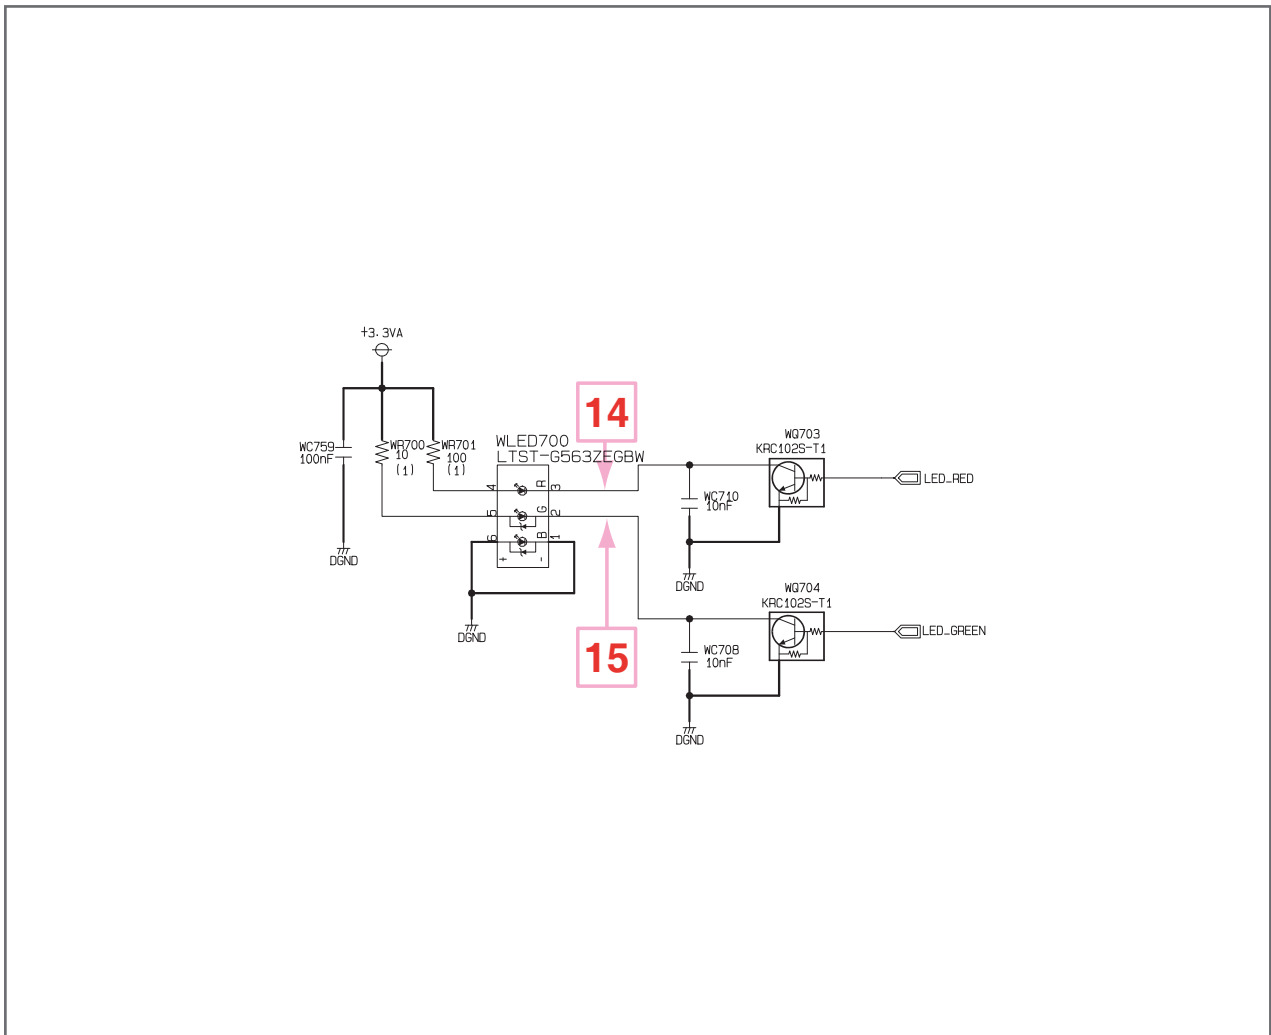 +3.3VA
14
WQ703
KRC102S-T1
WLED700
LTST-G563ZEGBW
WC759
100nF
WR700
10
(1)
WR701
100
(1)
LED_RED
4
R
3
WC710
10nF
5
G
2
6
B
1
+
-
DGND
DGND
WQ704
KRC102S-T1
DGND
LED_GREEN
15
WC708
10nF
DGND